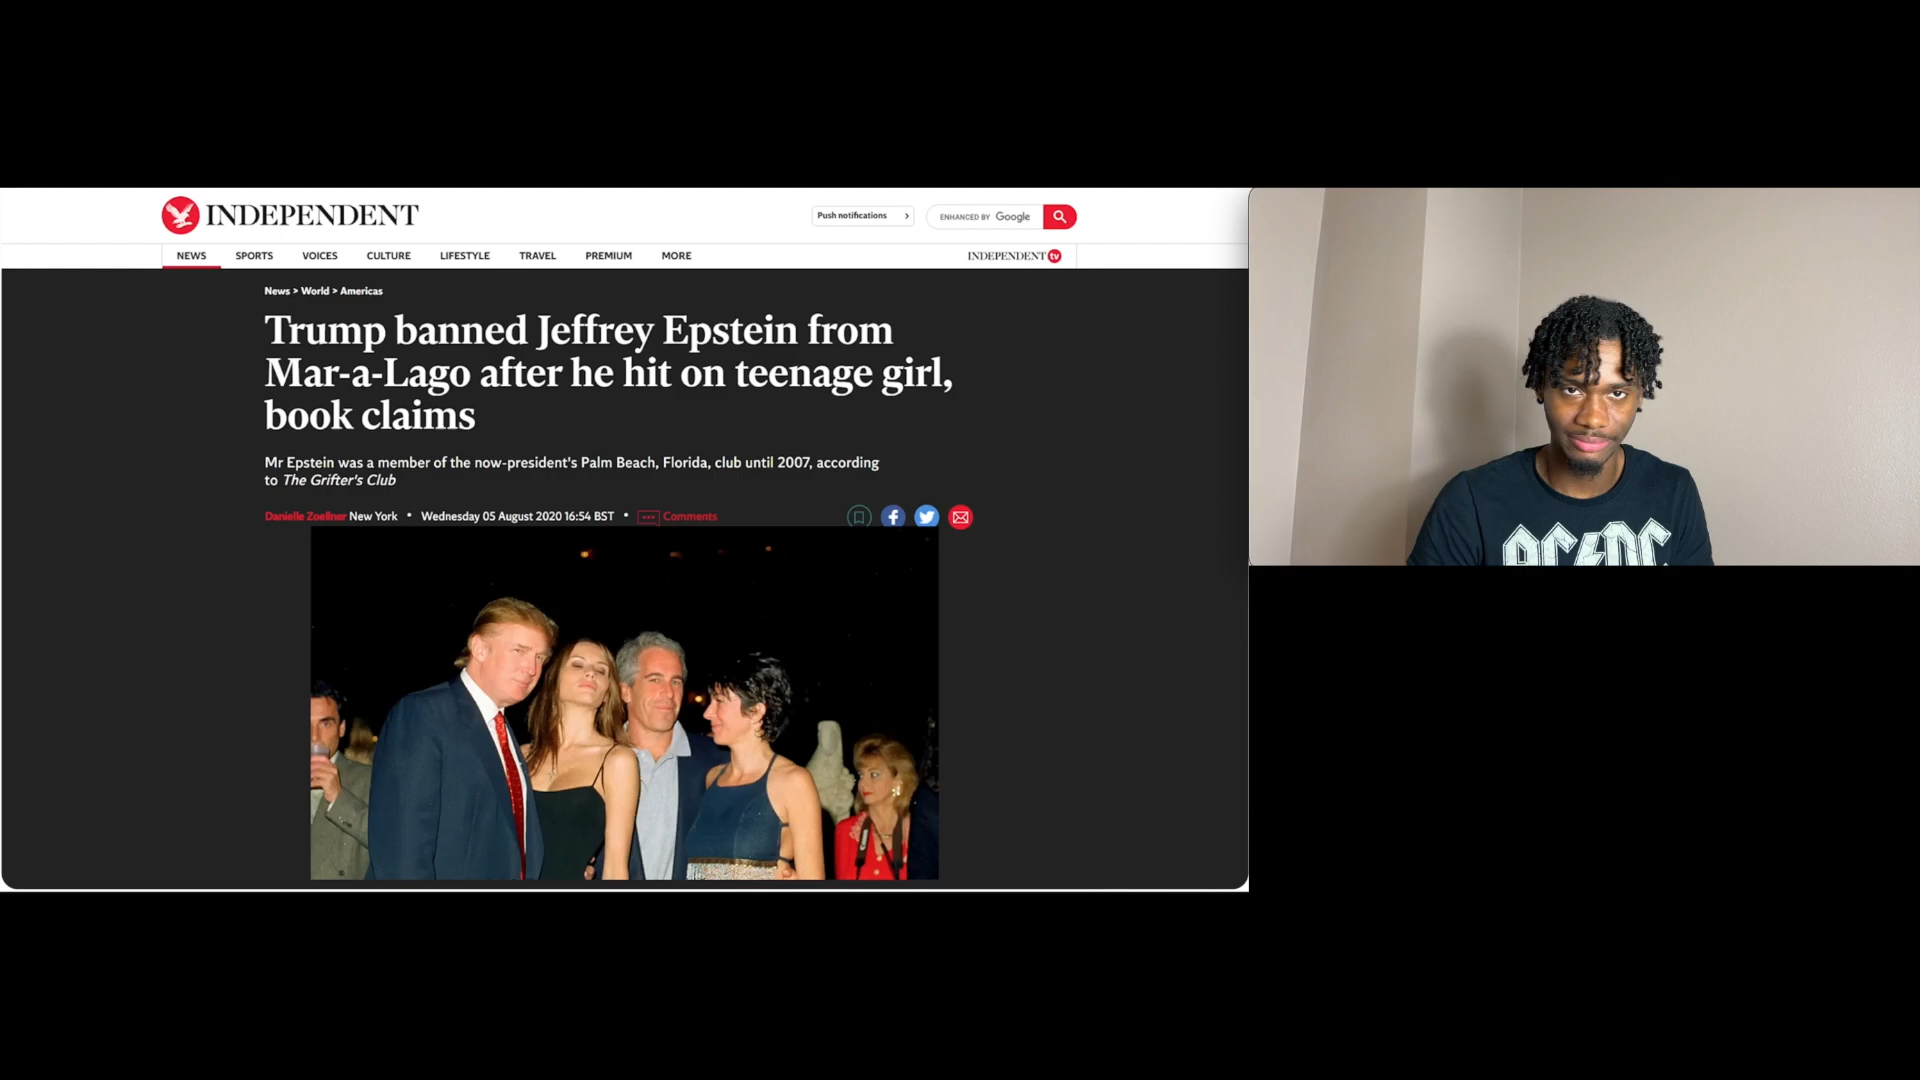 INDEPENDENT
Push notifications
ENHANCED BY Google
NEWS SPORTS VOICES CULTURE LIFESTYLE TRAVEL PREMIUM MORE INDEPENDENT tv
News > World > Americas
Trump banned Jeffrey Epstein from
Mar-a-Lago after he hit on teenage girl,
book claims
Mr Epstein was a member of the now-president's Palm Beach, Florida, club until 2007, according
to The Grifter's Club
Danielle Zoellner New York • Wednesday 05 August 2020 16:54 BST • Comments
AC DC